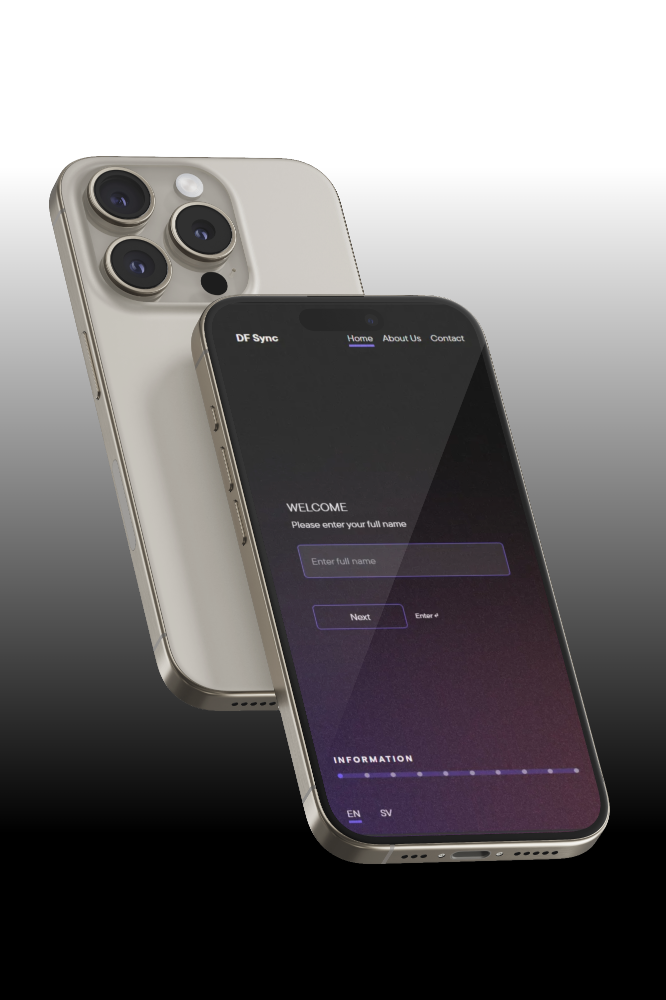 DF Sync Home About Us Contact
WELCOME
Please enter your full name
Enter full name
Next Enter ↵
INFORMATION
EN SV